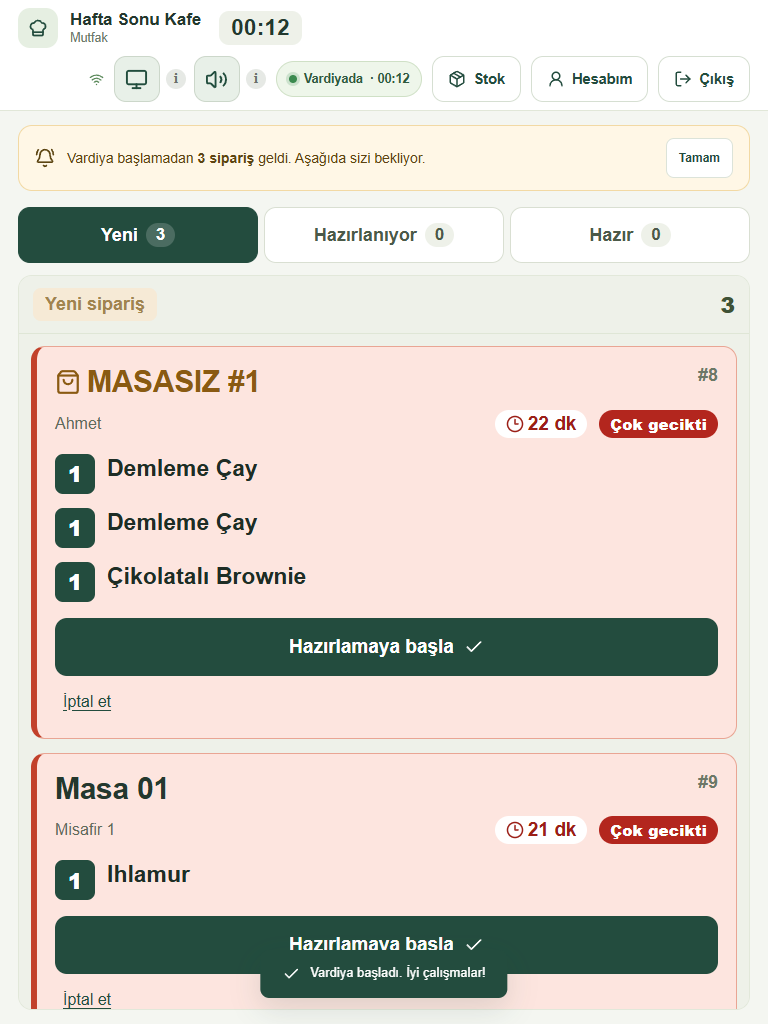 Hafta Sonu Kafe
Mutfak
00:12
i
i
Vardiyada · 00:12
Stok
Hesabım
Çıkış
Vardiya başlamadan 3 sipariş geldi. Aşağıda sizi bekliyor.
Tamam
Yeni 3
Hazırlanıyor 0
Hazır 0
Yeni sipariş
3
MASASIZ #1
#8
Ahmet
22 dk
Çok gecikti
1 Demleme Çay
1 Demleme Çay
1 Çikolatalı Brownie
Hazırlamaya başla
İptal et
Masa 01
#9
Misafir 1
21 dk
Çok gecikti
1 Ihlamur
Hazırlamaya başla
Vardiya başladı. İyi çalışmalar!
İptal et